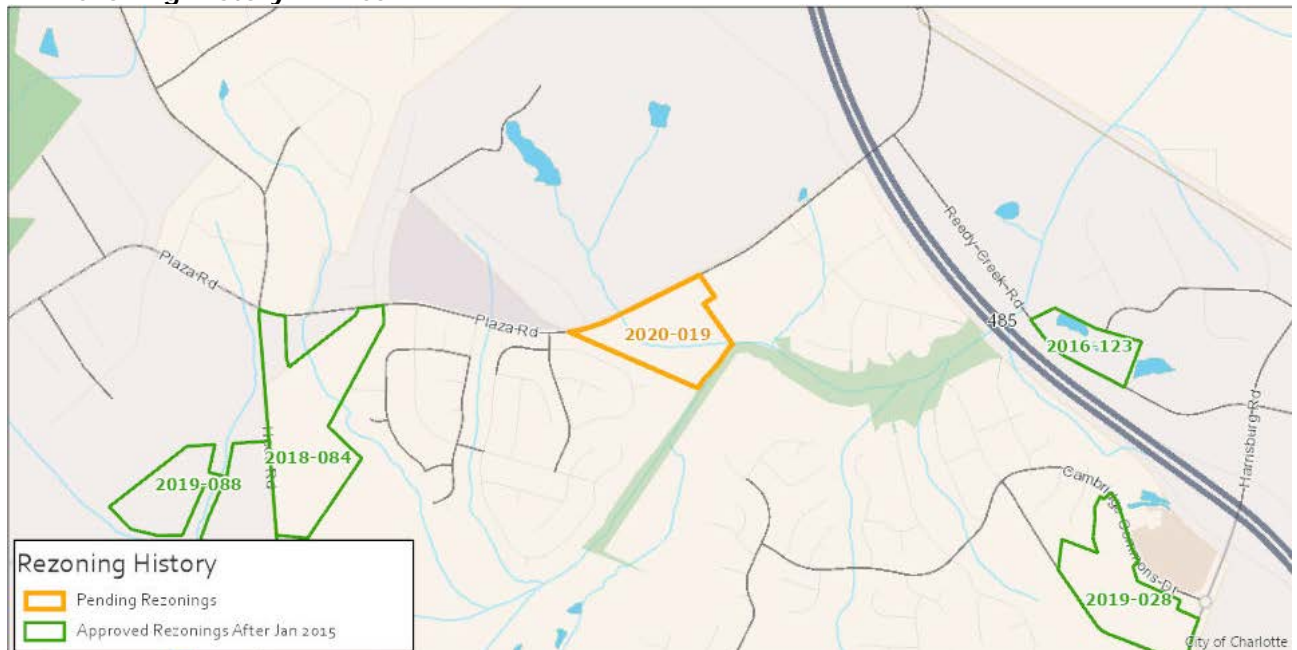 Plaza Rd
Plaza Rd
2020-019
Reedy Creek Rd
485
2016-123
Harrisburg Rd
2018-084
2019-088
Cambridge Commons Dr
2019-028
Rezoning History
Pending Rezonings
Approved Rezonings After Jan 2015
City of Charlotte